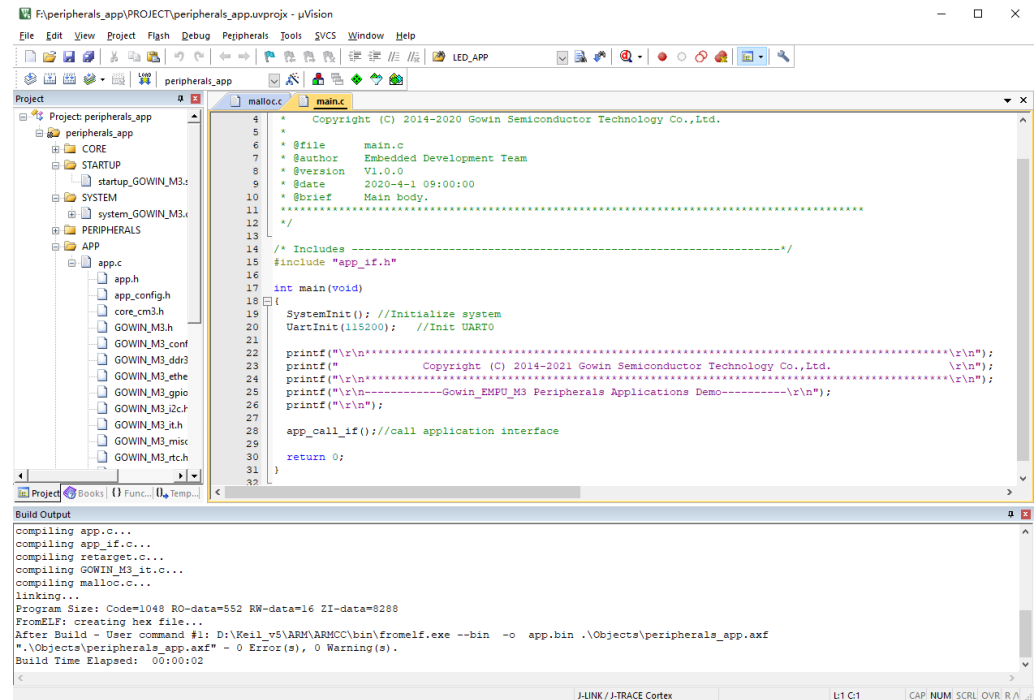 F:\peripherals_app\PROJECT\peripherals_app.uvprojx - µVision
File Edit View Project Flash Debug Peripherals Tools SVCS Window Help
LED_APP
LOAD peripherals_app
Project
malloc.c main.c
Project: peripherals_app
peripherals_app
CORE
STARTUP
startup_GOWIN_M3.s
SYSTEM
system_GOWIN_M3.c
PERIPHERALS
APP
app.c
app.h
app_config.h
core_cm3.h
GOWIN_M3.h
GOWIN_M3_conf
GOWIN_M3_ddr3
GOWIN_M3_ethe
GOWIN_M3_gpio
GOWIN_M3_i2c.h
GOWIN_M3_it.h
GOWIN_M3_misc
GOWIN_M3_rtc.h
Project Books {} Func... Temp...
4 * Copyright (C) 2014-2020 Gowin Semiconductor Technology Co.,Ltd.
5 *
6 * @file main.c
7 * @author Embedded Development Team
8 * @version V1.0.0
9 * @date 2020-4-1 09:00:00
10 * @brief Main body.
11 ******************************************************************************************
12 */
13
14 /* Includes ------------------------------------------------------------------*/
15 #include "app_if.h"
16
17 int main(void)
18 {
19 SystemInit(); //Initialize system
20 UartInit(115200); //Init UART0
21
22 printf("\r\n******************************************************************************************\r\n");
23 printf(" Copyright (C) 2014-2021 Gowin Semiconductor Technology Co.,Ltd. \r\n");
24 printf("\r\n******************************************************************************************\r\n");
25 printf("\r\n------------Gowin_EMPU_M3 Peripherals Applications Demo----------\r\n");
26 printf("\r\n");
27
28 app_call_if();//call application interface
29
30 return 0;
31 }
32
Build Output
compiling app.c...
compiling app_if.c...
compiling retarget.c...
compiling GOWIN_M3_it.c...
compiling malloc.c...
linking...
Program Size: Code=1048 RO-data=552 RW-data=16 ZI-data=8288
FromELF: creating hex file...
After Build - User command #1: D:\Keil_v5\ARM\ARMCC\bin\fromelf.exe --bin -o app.bin .\Objects\peripherals_app.axf
".\Objects\peripherals_app.axf" - 0 Error(s), 0 Warning(s).
Build Time Elapsed: 00:00:02
J-LINK / J-TRACE Cortex L:1 C:1 CAP NUM SCRL OVR R/